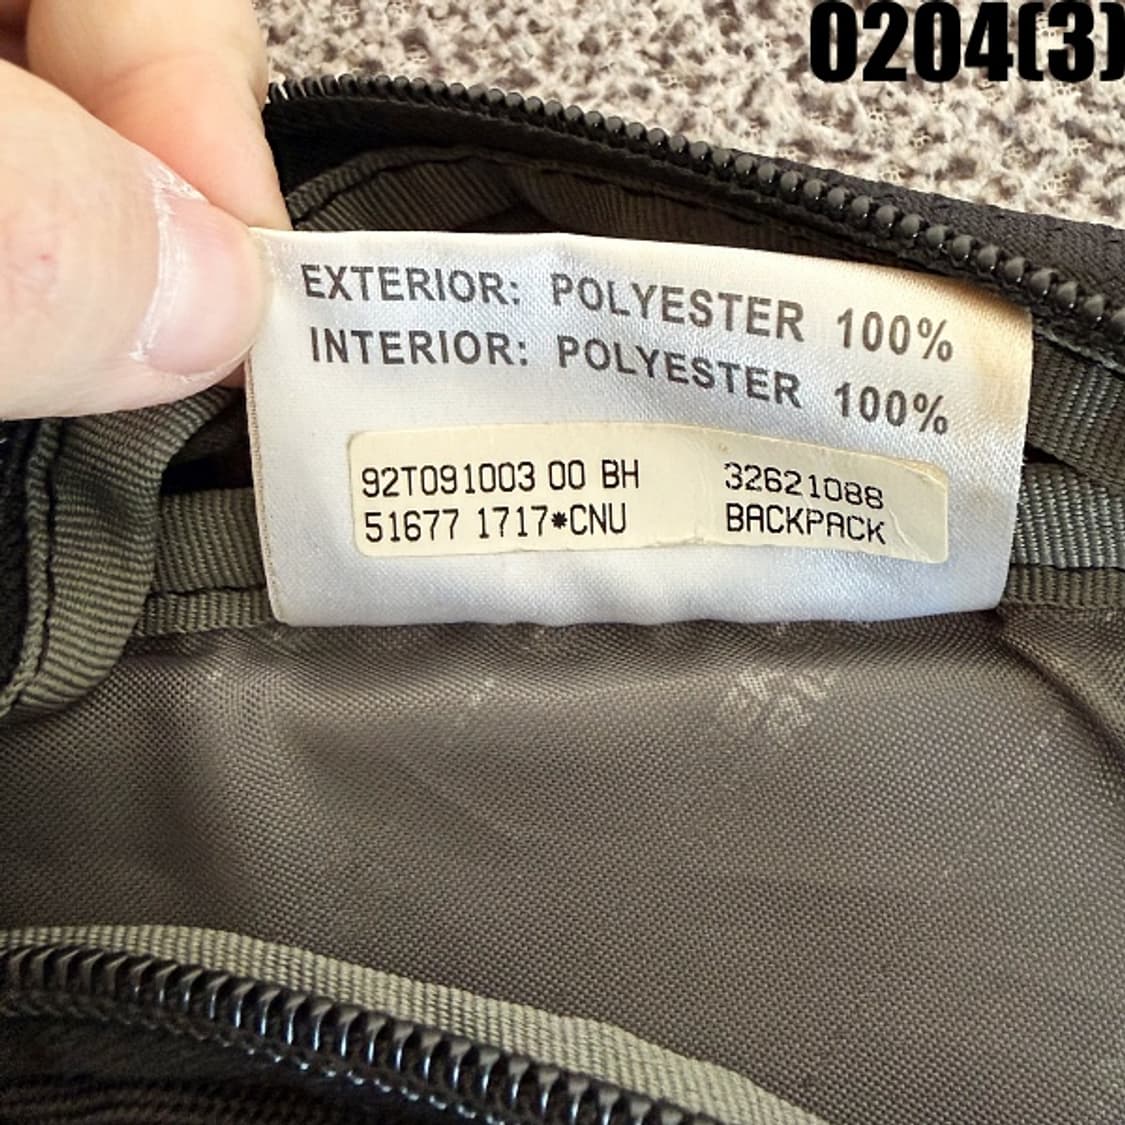 0204(3)
EXTERIOR: POLYESTER 100%
INTERIOR: POLYESTER 100%
92T091003 00 BH 32621088
51677 1717*CNU BACKPACK